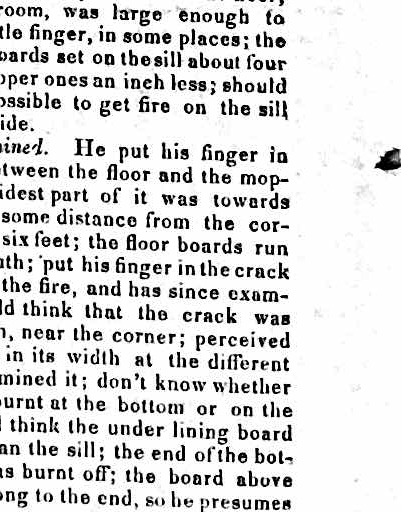 room, was large enough to
tle finger, in some places; the
oards set on the sill about four
pper ones an inch less; should
ossible to get fire on the sill
ide.
ined. He put his finger in
etween the floor and the mop-
idest part of it was towards
some distance from the cor-
six feet; the floor boards run
uth; put his finger in the crack
the fire, and has since exam-
ld think that the crack was
n, near the corner; perceived
in its width at the different
mined it; don't know whether
burnt at the bottom or on the
I think the under lining board
an the sill; the end of the bot-
as burnt off; the board above
ong to the end, so he presumes